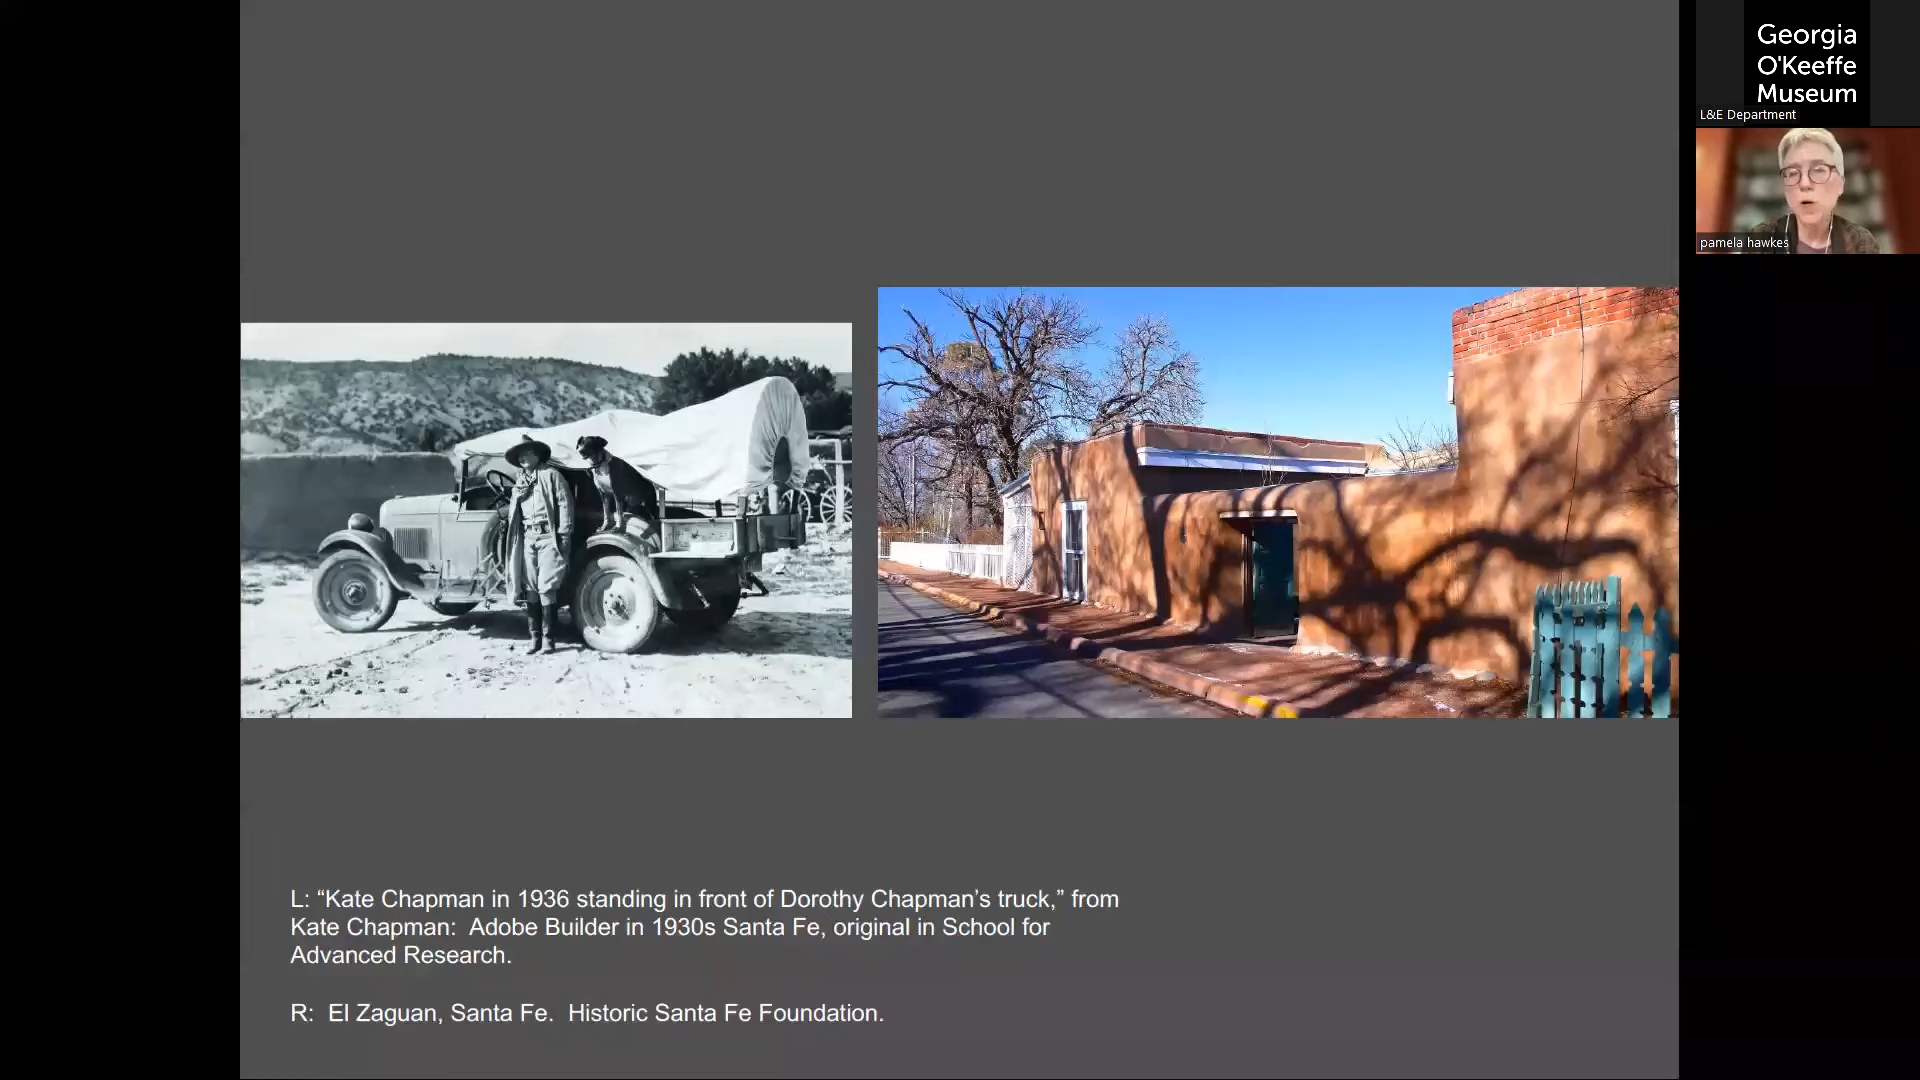 Georgia
O'Keeffe
Museum
L&E Department
pamela hawkes
L: “Kate Chapman in 1936 standing in front of Dorothy Chapman’s truck,” from
Kate Chapman:  Adobe Builder in 1930s Santa Fe, original in School for
Advanced Research.
R:  El Zaguan, Santa Fe.  Historic Santa Fe Foundation.